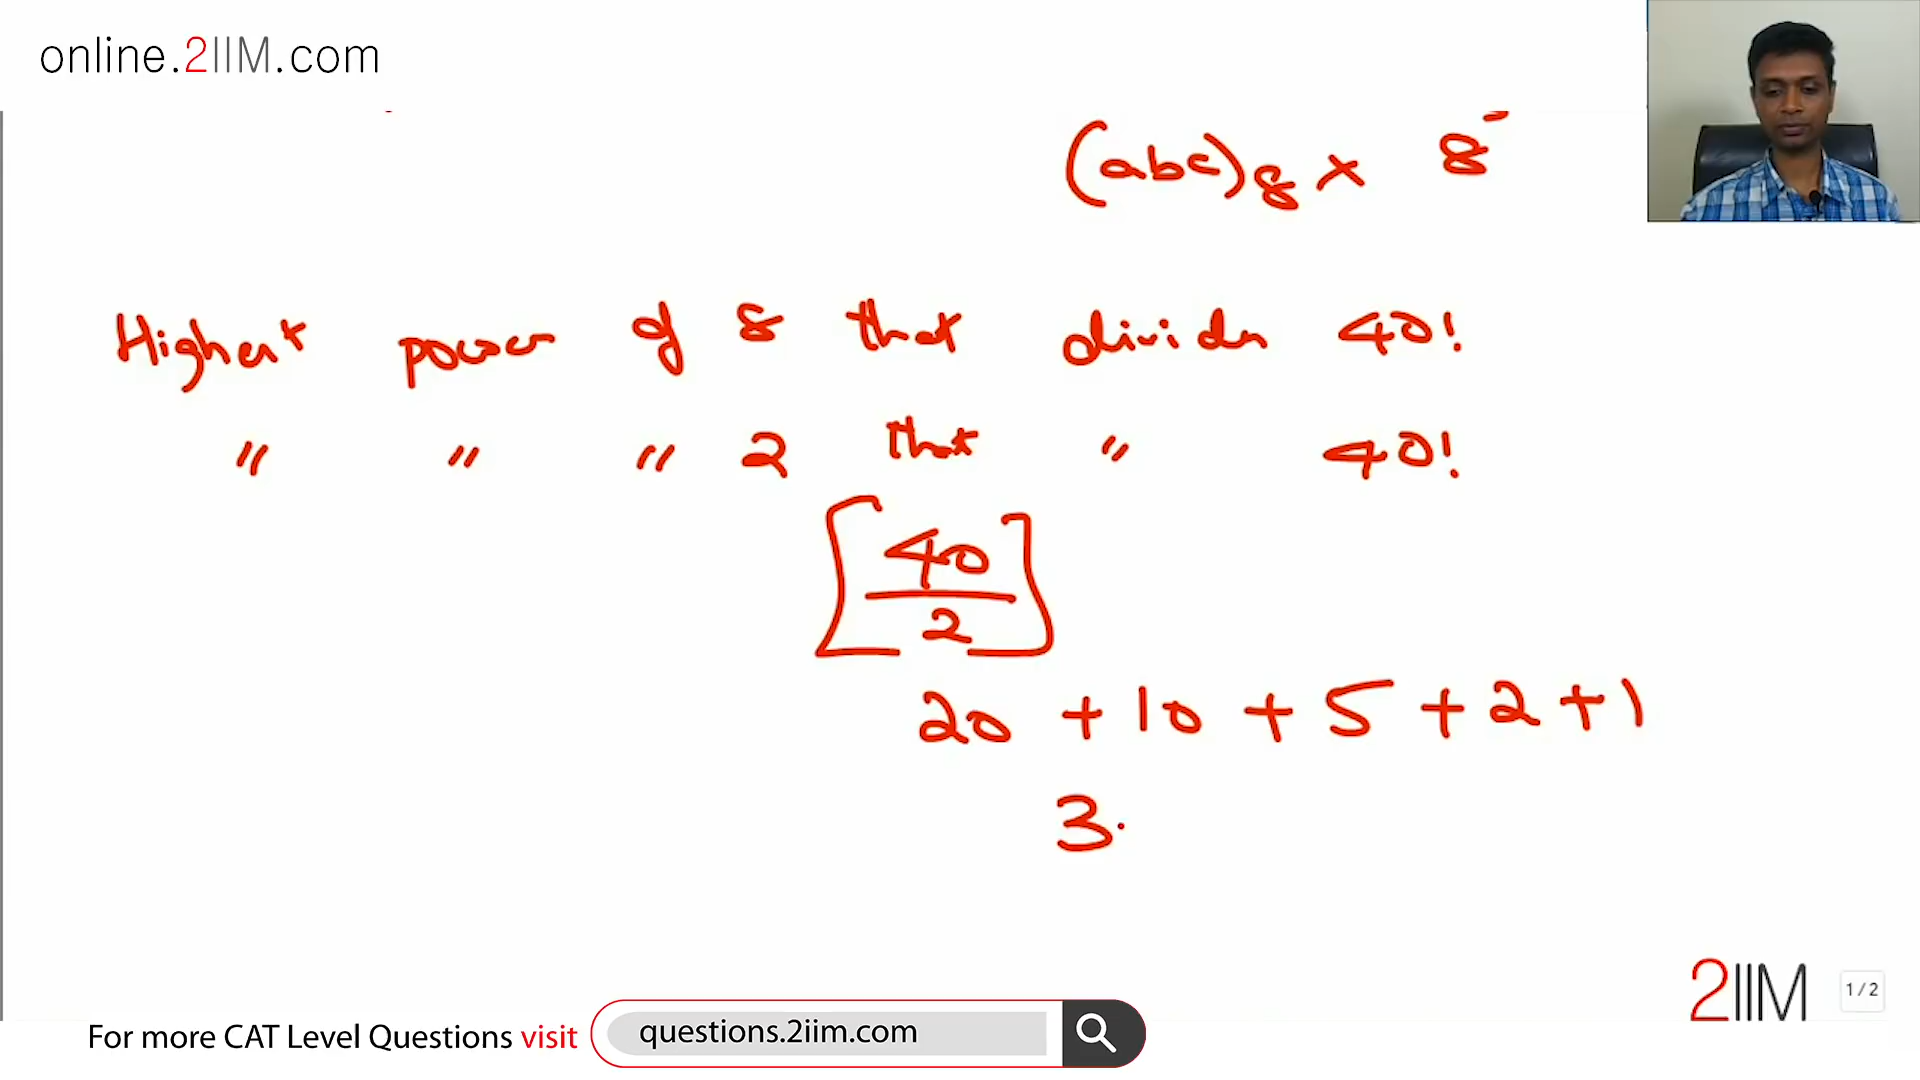 online.2IIM.com
(abc)8 × 8
Highest power of 8 that divides 40!
" " " 2 that " 40!
[40/2]
20 + 10 + 5 + 2 + 1
3
2IIM
1 / 2
For more CAT Level Questions visit questions.2iim.com